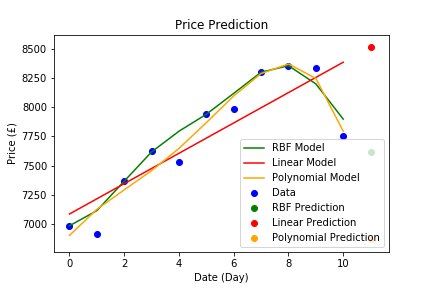 Price Prediction
8500
8250
8000
7750
7500
7250
7000
Price (£)
0
2
4
6
8
10
Date (Day)
RBF Model
Linear Model
Polynomial Model
Data
RBF Prediction
Linear Prediction
Polynomial Prediction